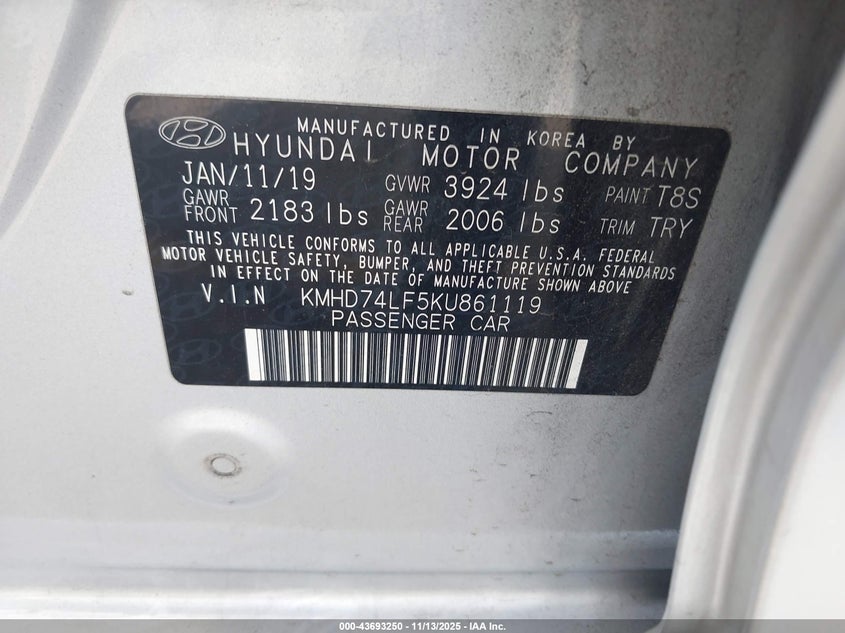 MANUFACTURED IN KOREA BY
HYUNDAI MOTOR COMPANY
JAN/11/19 GVWR 3924 lbs PAINT T8S
GAWR FRONT 2183 lbs GAWR REAR 2006 lbs TRIM TRY
THIS VEHICLE CONFORMS TO ALL APPLICABLE U.S.A. FEDERAL
MOTOR VEHICLE SAFETY, BUMPER, AND THEFT PREVENTION STANDARDS
IN EFFECT ON THE DATE OF MANUFACTURE SHOWN ABOVE
V.I.N KMHD74LF5KU861119
PASSENGER CAR
000-43693250 - 11/13/2025 - IAA Inc.